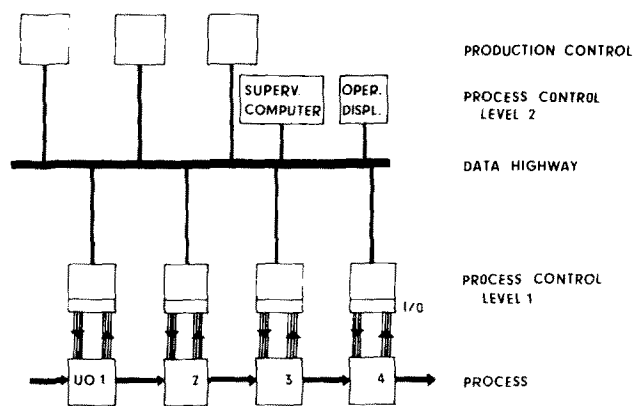 PRODUCTION CONTROL
SUPERV.
COMPUTER
OPER.
DISPL.
PROCESS CONTROL
LEVEL 2
DATA HIGHWAY
PROCESS CONTROL
LEVEL 1
I/O
UO 1
2
3
4
PROCESS